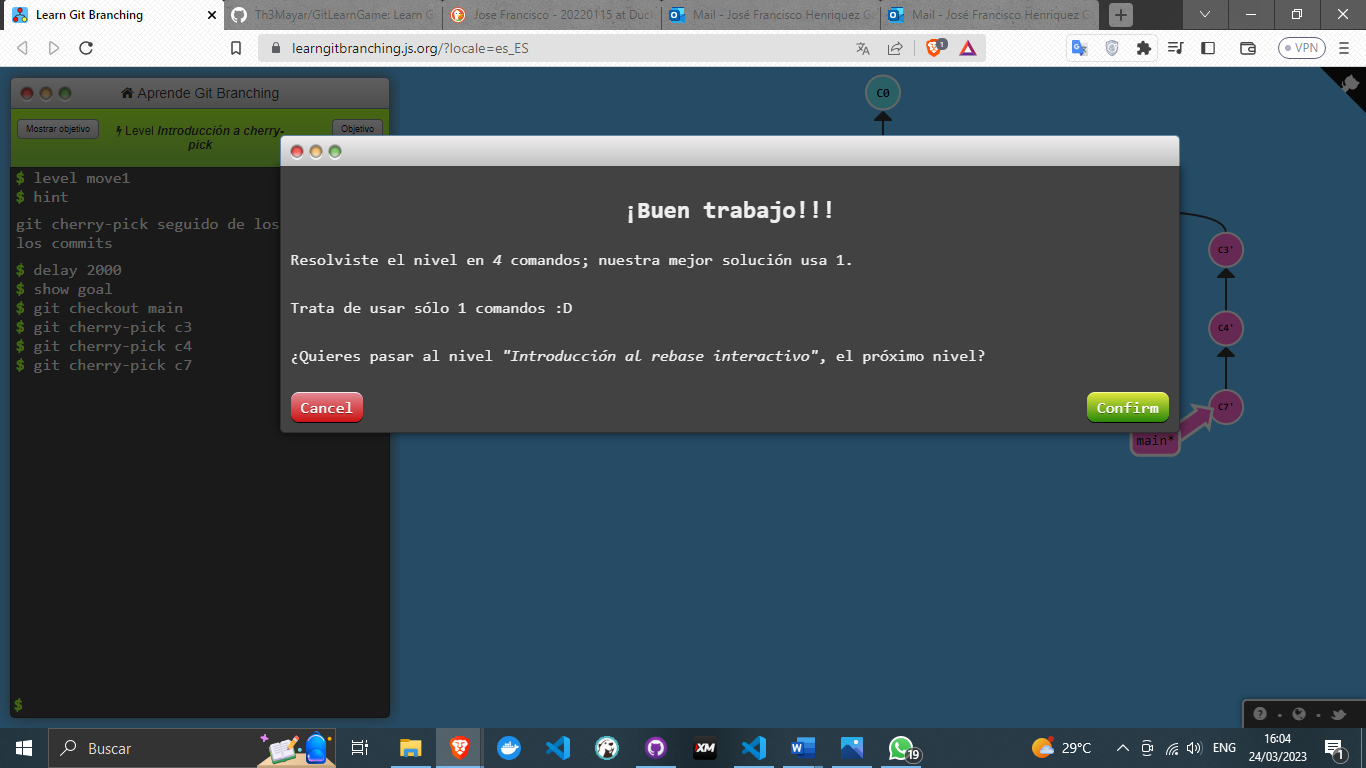 Learn Git Branching
Th3Mayar/GitLearnGame: Learn G
Jose Francisco - 20220115 at Duck
Mail - José Francisco Henriquez G
Mail - José Francisco Henriquez G
learngitbranching.js.org/?locale=es_ES
1
VPN
Aprende Git Branching
Mostrar objetivo
Level Introducción a cherry-
pick
Objetivo
$ level move1
$ hint
git cherry-pick seguido de los
los commits
$ delay 2000
$ show goal
$ git checkout main
$ git cherry-pick c3
$ git cherry-pick c4
$ git cherry-pick c7
$
C0
¡Buen trabajo!!!
Resolviste el nivel en 4 comandos; nuestra mejor solución usa 1.
Trata de usar sólo 1 comandos :D
¿Quieres pasar al nivel "Introducción al rebase interactivo", el próximo nivel?
Cancel
Confirm
C3'
C4'
C7'
main*
Buscar
XM
19
29°C
ENG
16:04
24/03/2023
1